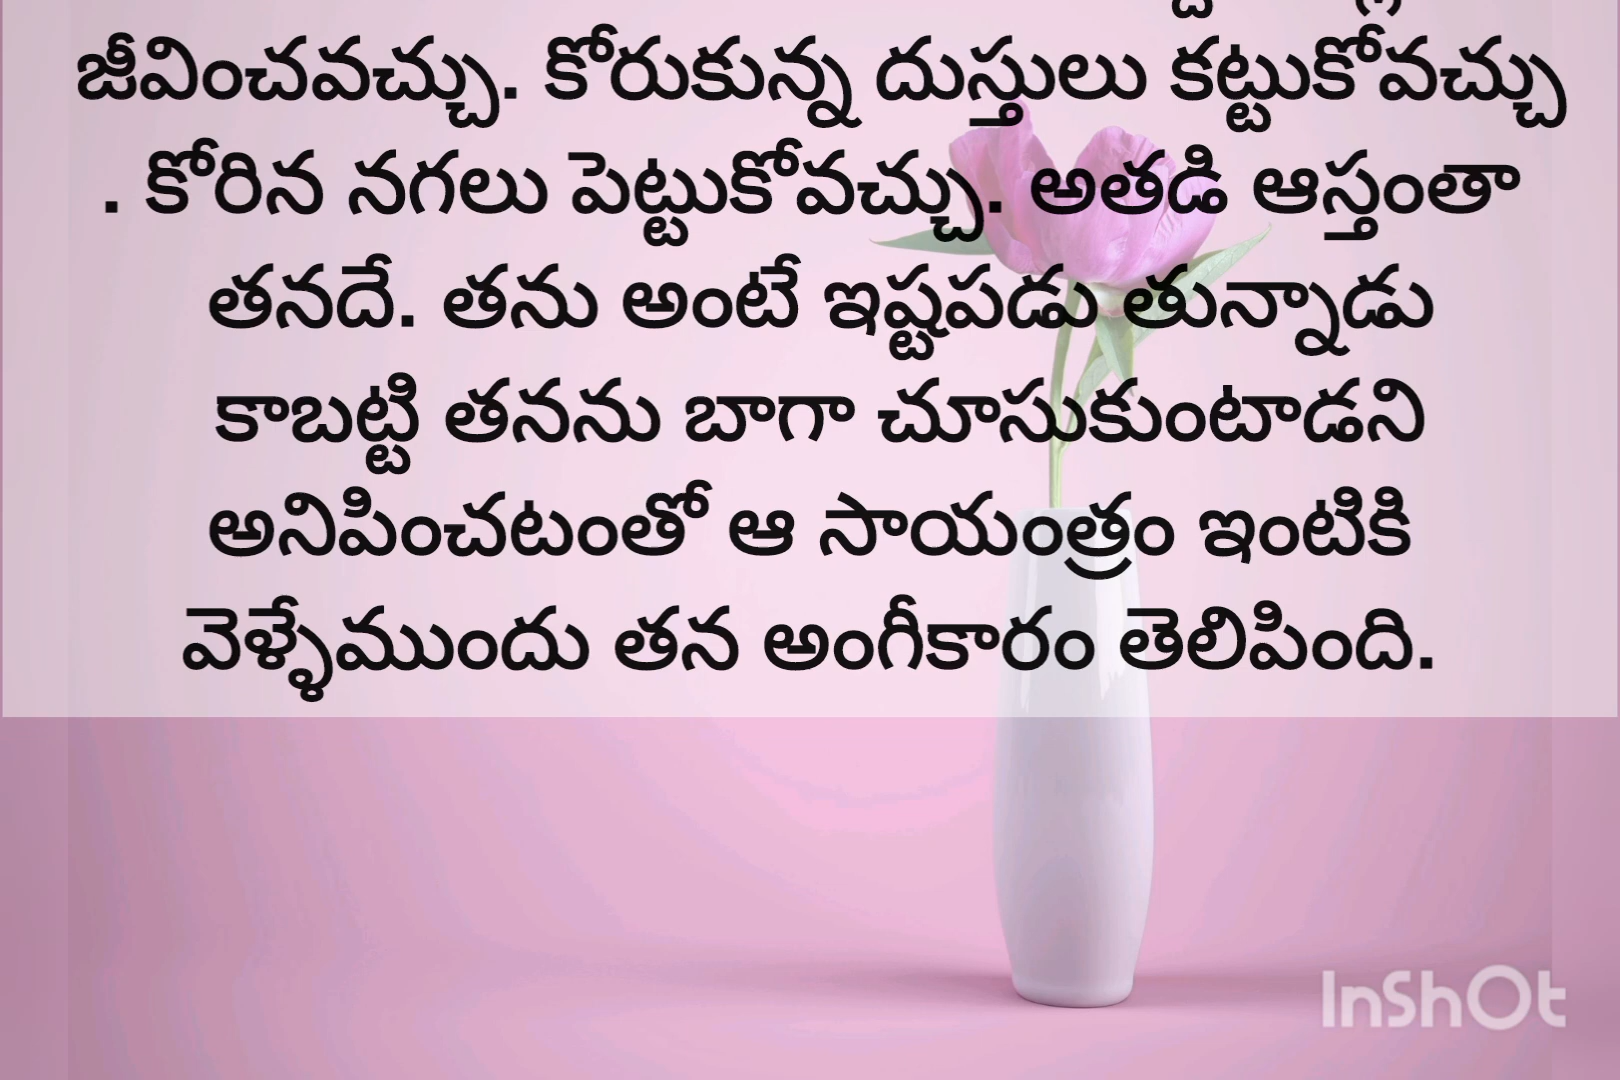 జీవించవచ్చు. కోరుకున్న దుస్తులు కట్టుకోవచ్చు
. కోరిన నగలు పెట్టుకోవచ్చు. అతడి ఆస్తంతా
తనదే. తను అంటే ఇష్టపడు తున్నాడు
కాబట్టి తనను బాగా చూసుకుంటాడని
అనిపించటంతో ఆ సాయంత్రం ఇంటికి
వెళ్ళేముందు తన అంగీకారం తెలిపింది.
InShOt